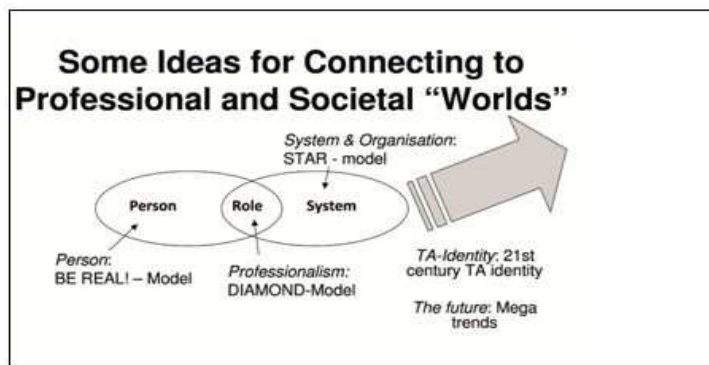 Some Ideas for Connecting to
Professional and Societal “Worlds”
System & Organisation:
STAR - model
Person
Role
System
Person:
BE REAL! – Model
Professionalism:
DIAMOND-Model
TA-Identity: 21st
century TA identity
The future: Mega
trends